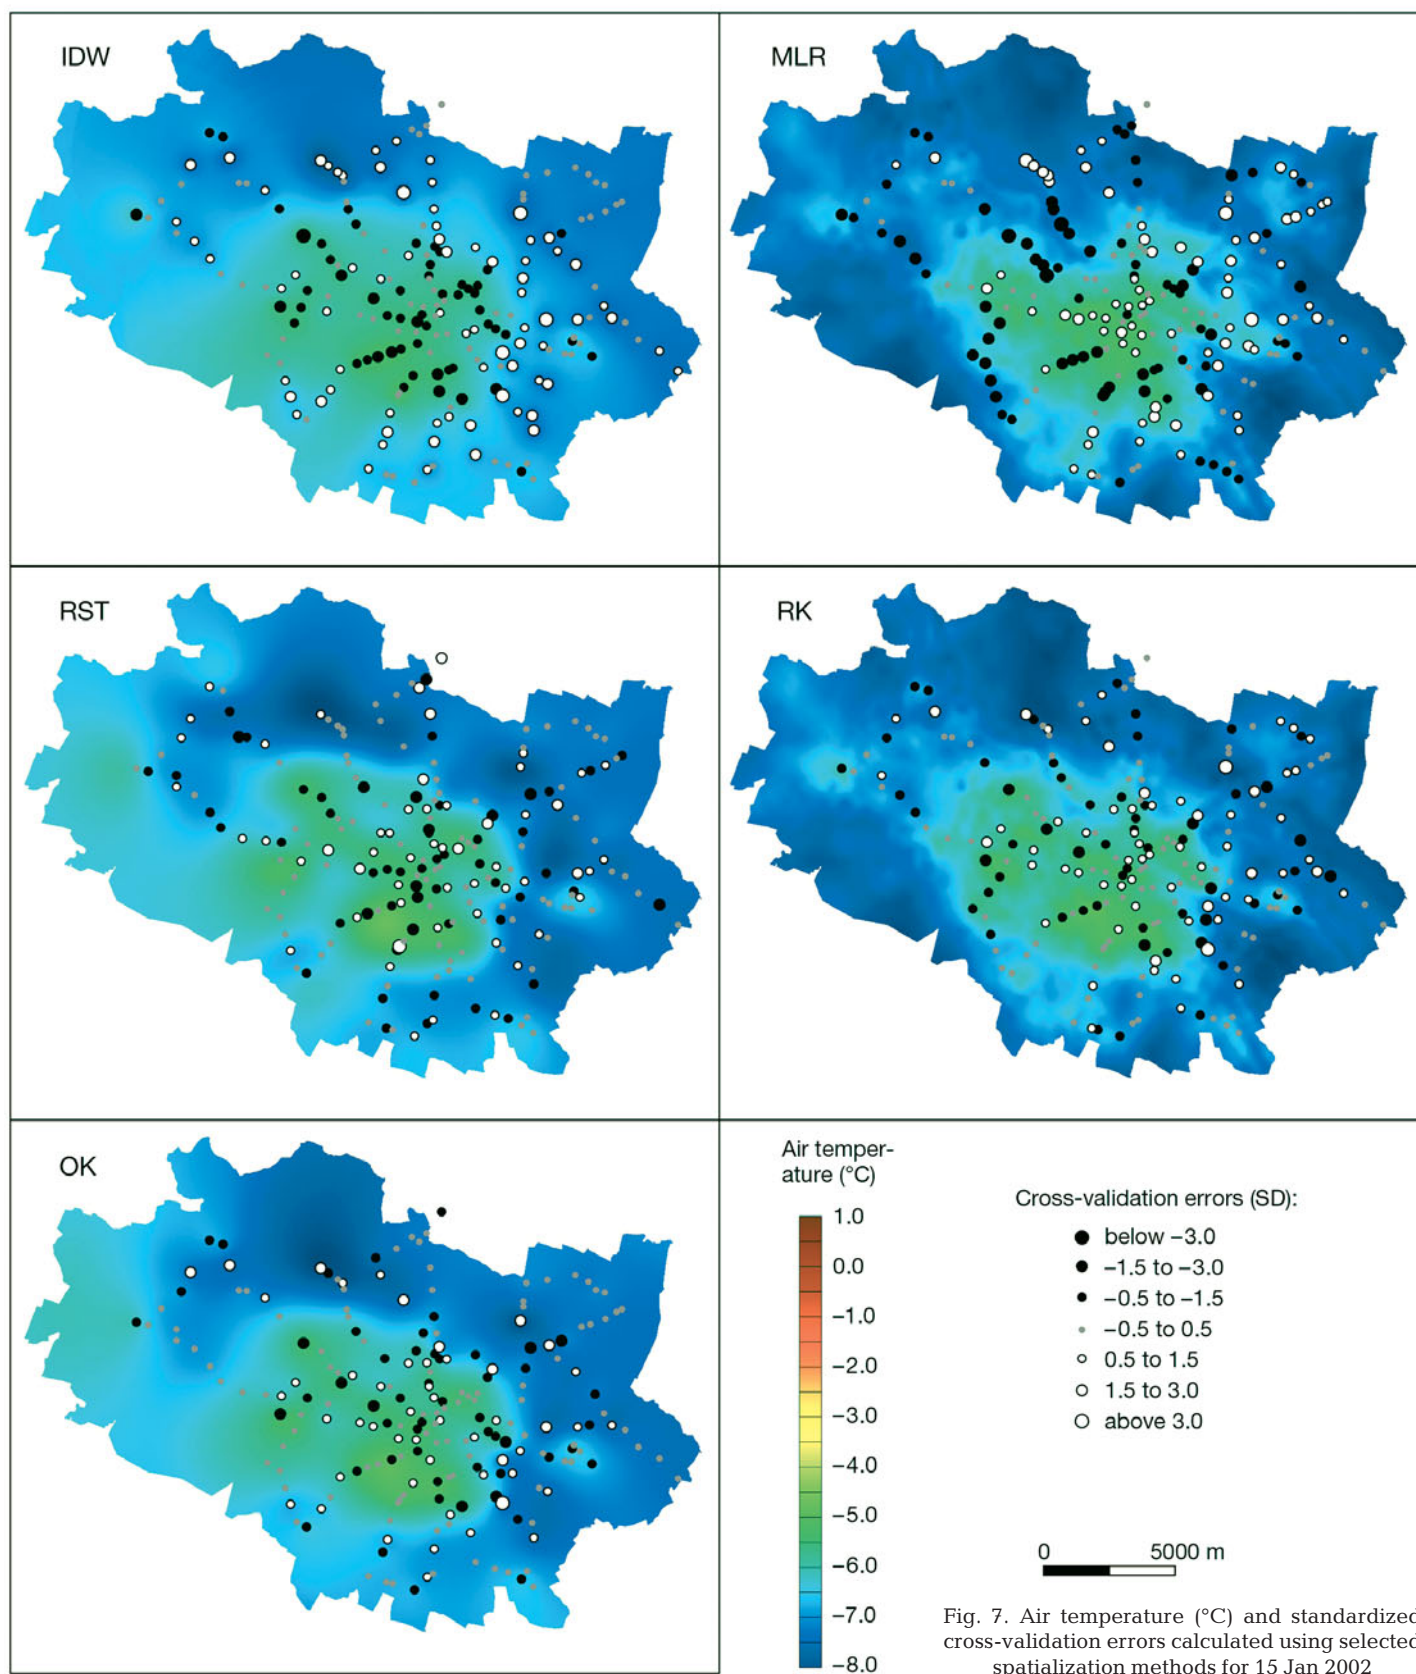 IDW
MLR
RST
RK
OK
Air temper-
ature (°C)
1.0
0.0
−1.0
−2.0
−3.0
−4.0
−5.0
−6.0
−7.0
−8.0
Cross-validation errors (SD):
below −3.0
−1.5 to −3.0
−0.5 to −1.5
−0.5 to 0.5
0.5 to 1.5
1.5 to 3.0
above 3.0
0 5000 m
Fig. 7. Air temperature (°C) and standardized
cross-validation errors calculated using selected
spatialization methods for 15 Jan 2002